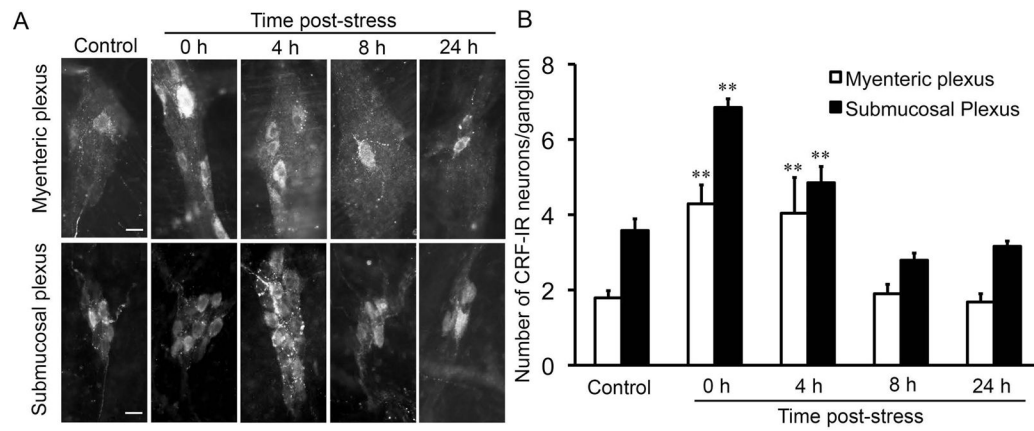 A
Time post-stress
Control
0 h
4 h
8 h
24 h
Myenteric plexus
Submucosal plexus
B
Number of CRF-IR neurons/ganglion
8
6
4
2
0
Myenteric plexus
Submucosal Plexus
**
**
**
**
Control
0 h
4 h
8 h
24 h
Time post-stress